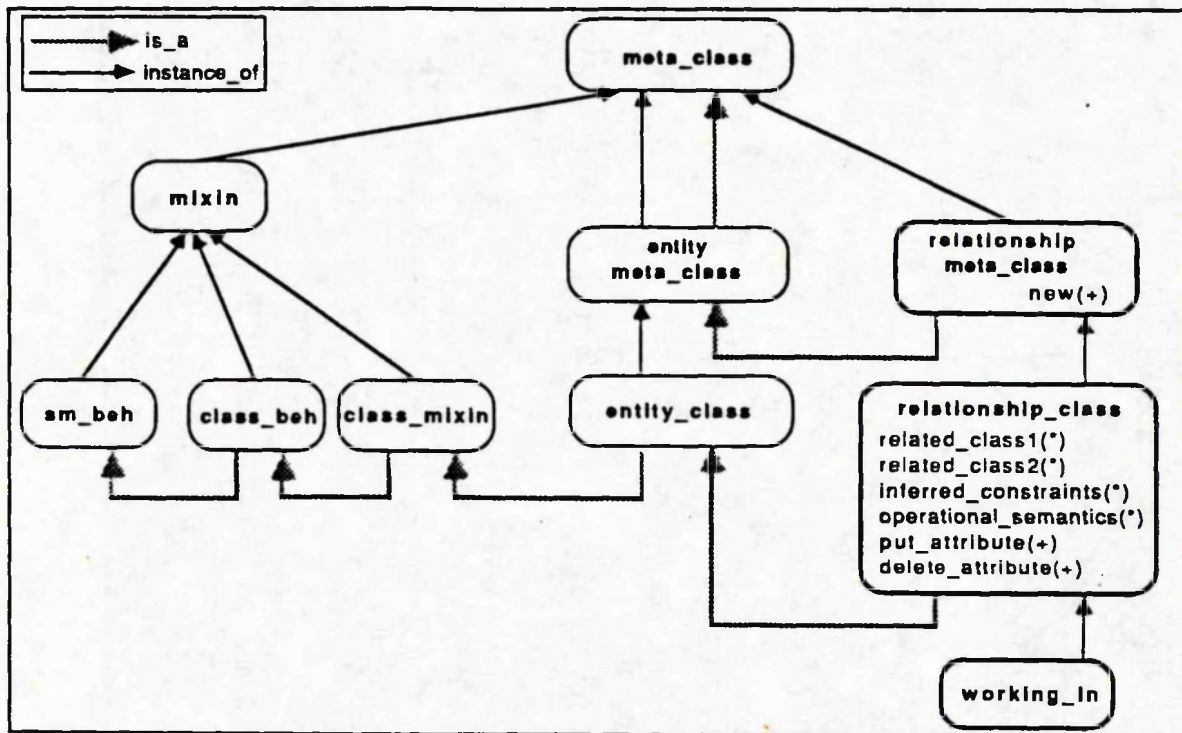 is_a
instance_of
meta_class
mixin
entity
meta_class
relationship
meta_class
new(+)
sm_beh
class_beh
class_mixin
entity_class
relationship_class
related_class1(*)
related_class2(*)
inferred_constraints(*)
operational_semantics(*)
put_attribute(+)
delete_attribute(+)
working_in